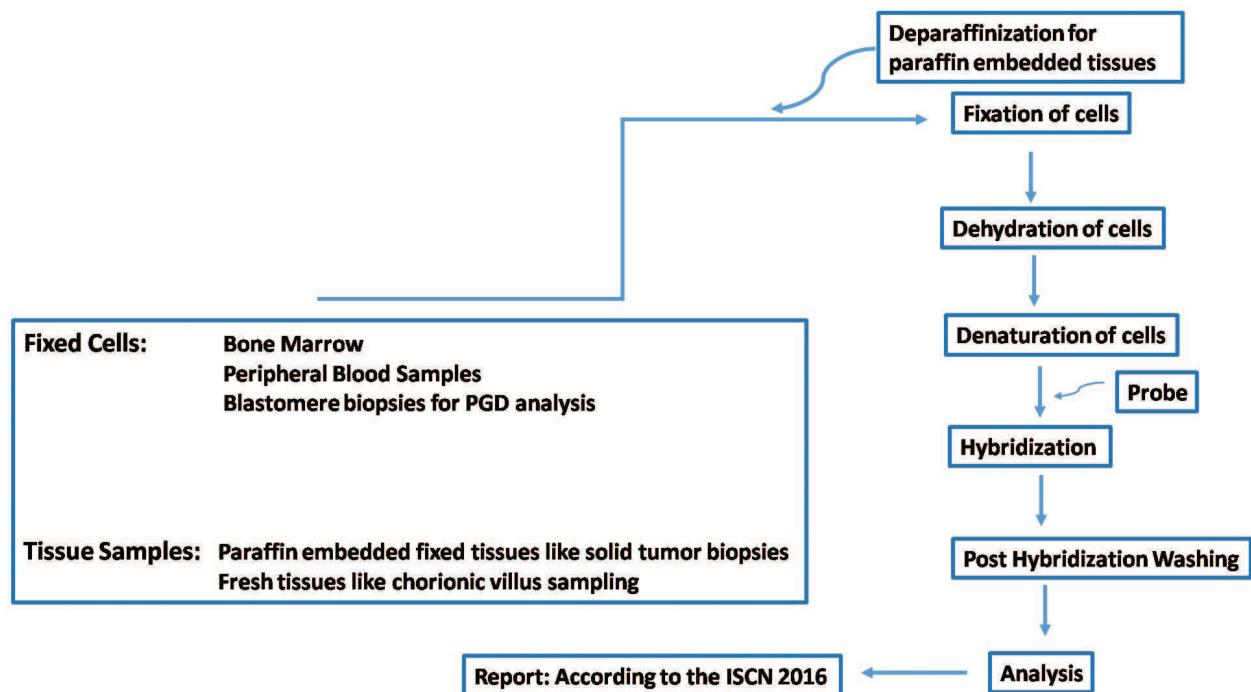 Deparaffinization for
paraffin embedded tissues
Fixation of cells
Dehydration of cells
Fixed Cells: Bone Marrow
Peripheral Blood Samples
Blastomere biopsies for PGD analysis
Tissue Samples: Paraffin embedded fixed tissues like solid tumor biopsies
Fresh tissues like chorionic villus sampling
Denaturation of cells
Probe
Hybridization
Post Hybridization Washing
Analysis
Report: According to the ISCN 2016